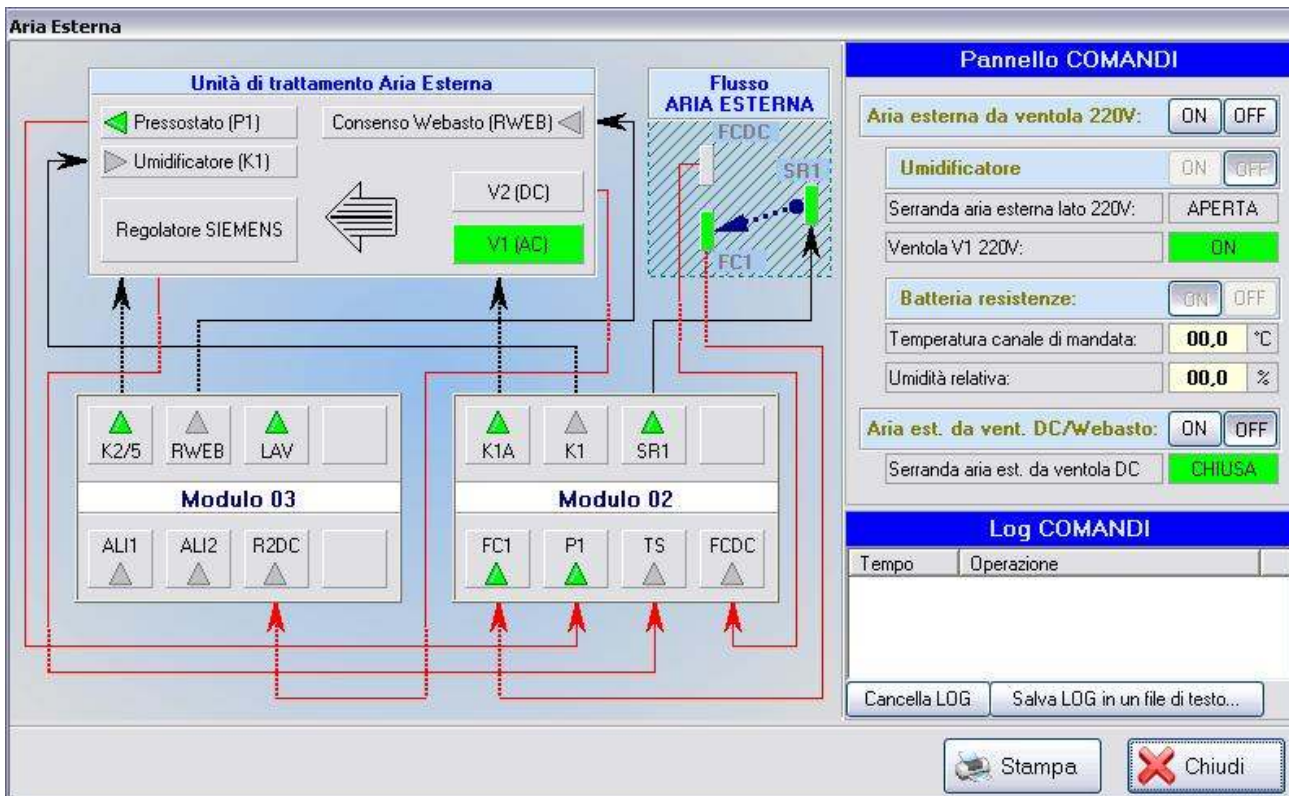 Aria Esterna
Unità di trattamento Aria Esterna
Pressostato (P1)
Consenso Webasto (RWEB)
Umidificatore (K1)
V2 (DC)
Regolatore SIEMENS
V1 (AC)
Flusso
ARIA ESTERNA
FCDC
SR1
FC1
K2/5
RWEB
LAV
Modulo 03
ALI1
ALI2
R2DC
K1A
K1
SR1
Modulo 02
FC1
P1
TS
FCDC
Pannello COMANDI
Aria esterna da ventola 220V: ON OFF
Umidificatore ON OFF
Serranda aria esterna lato 220V: APERTA
Ventola V1 220V: ON
Batteria resistenze: ON OFF
Temperatura canale di mandata: 00,0 °C
Umidità relativa: 00,0 %
Aria est. da vent. DC/Webasto: ON OFF
Serranda aria est. da ventola DC CHIUSA
Log COMANDI
Tempo Operazione
Cancella LOG Salva LOG in un file di testo...
Stampa Chiudi